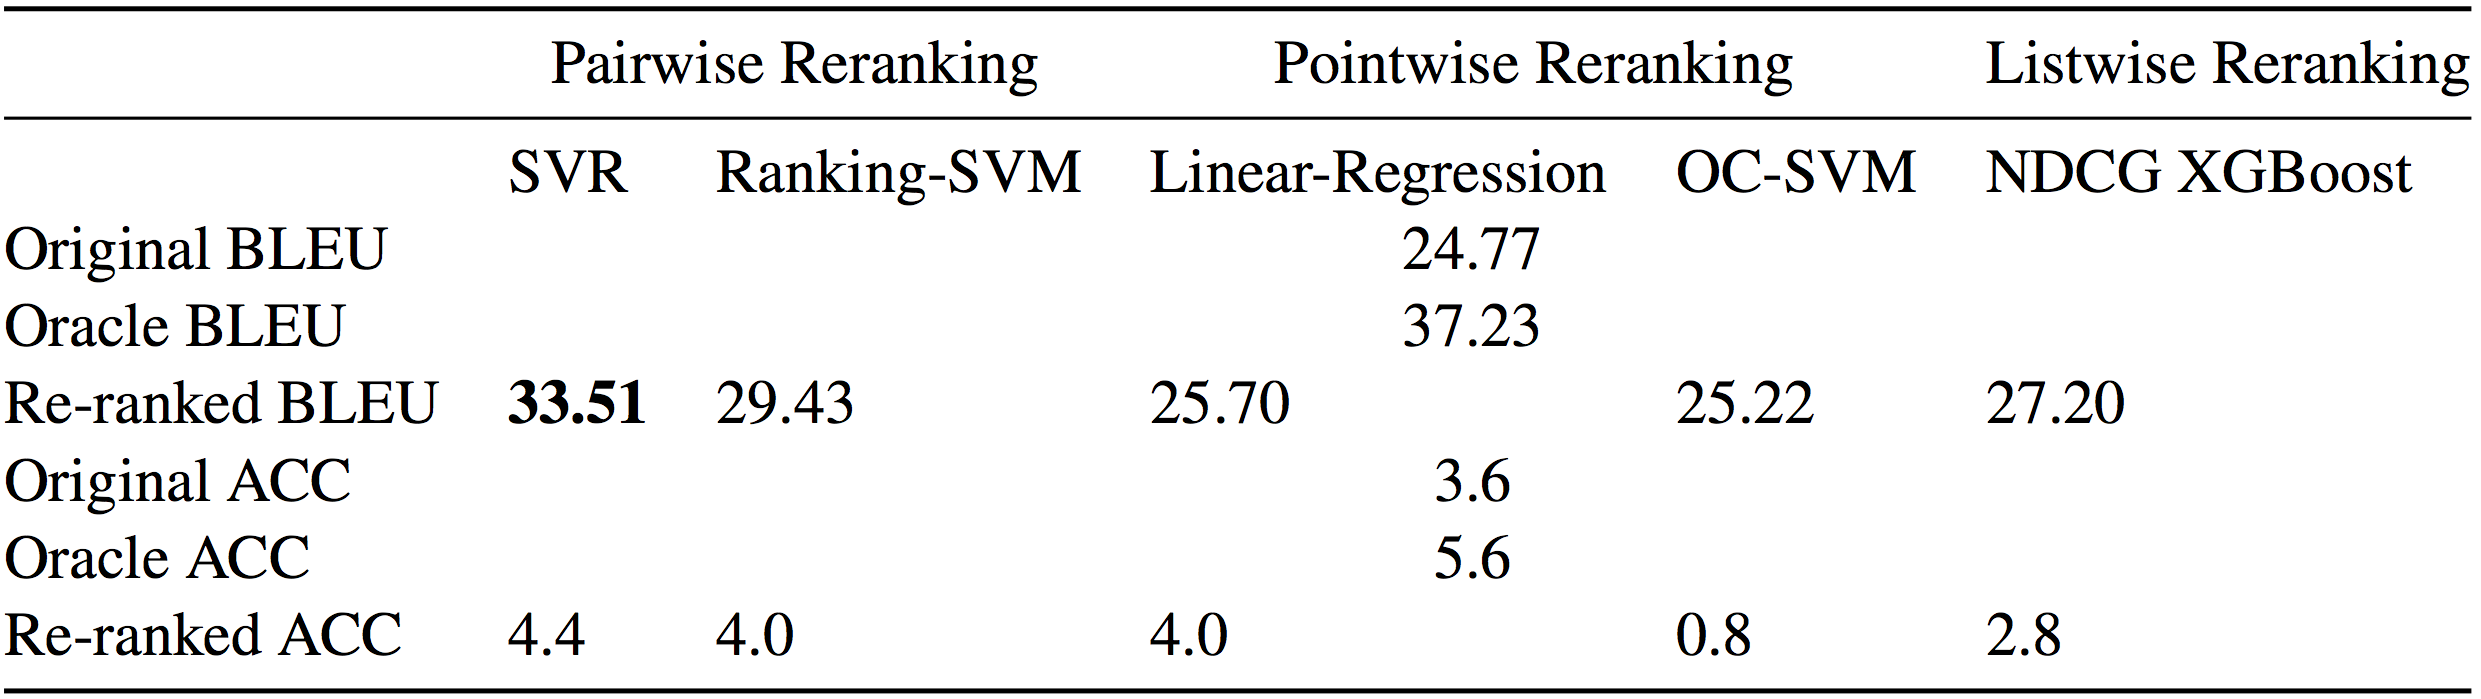 Pairwise Reranking Pointwise Reranking Listwise Reranking
SVR Ranking-SVM Linear-Regression OC-SVM NDCG XGBoost
Original BLEU 24.77
Oracle BLEU 37.23
Re-ranked BLEU 33.51 29.43 25.70 25.22 27.20
Original ACC 3.6
Oracle ACC 5.6
Re-ranked ACC 4.4 4.0 4.0 0.8 2.8